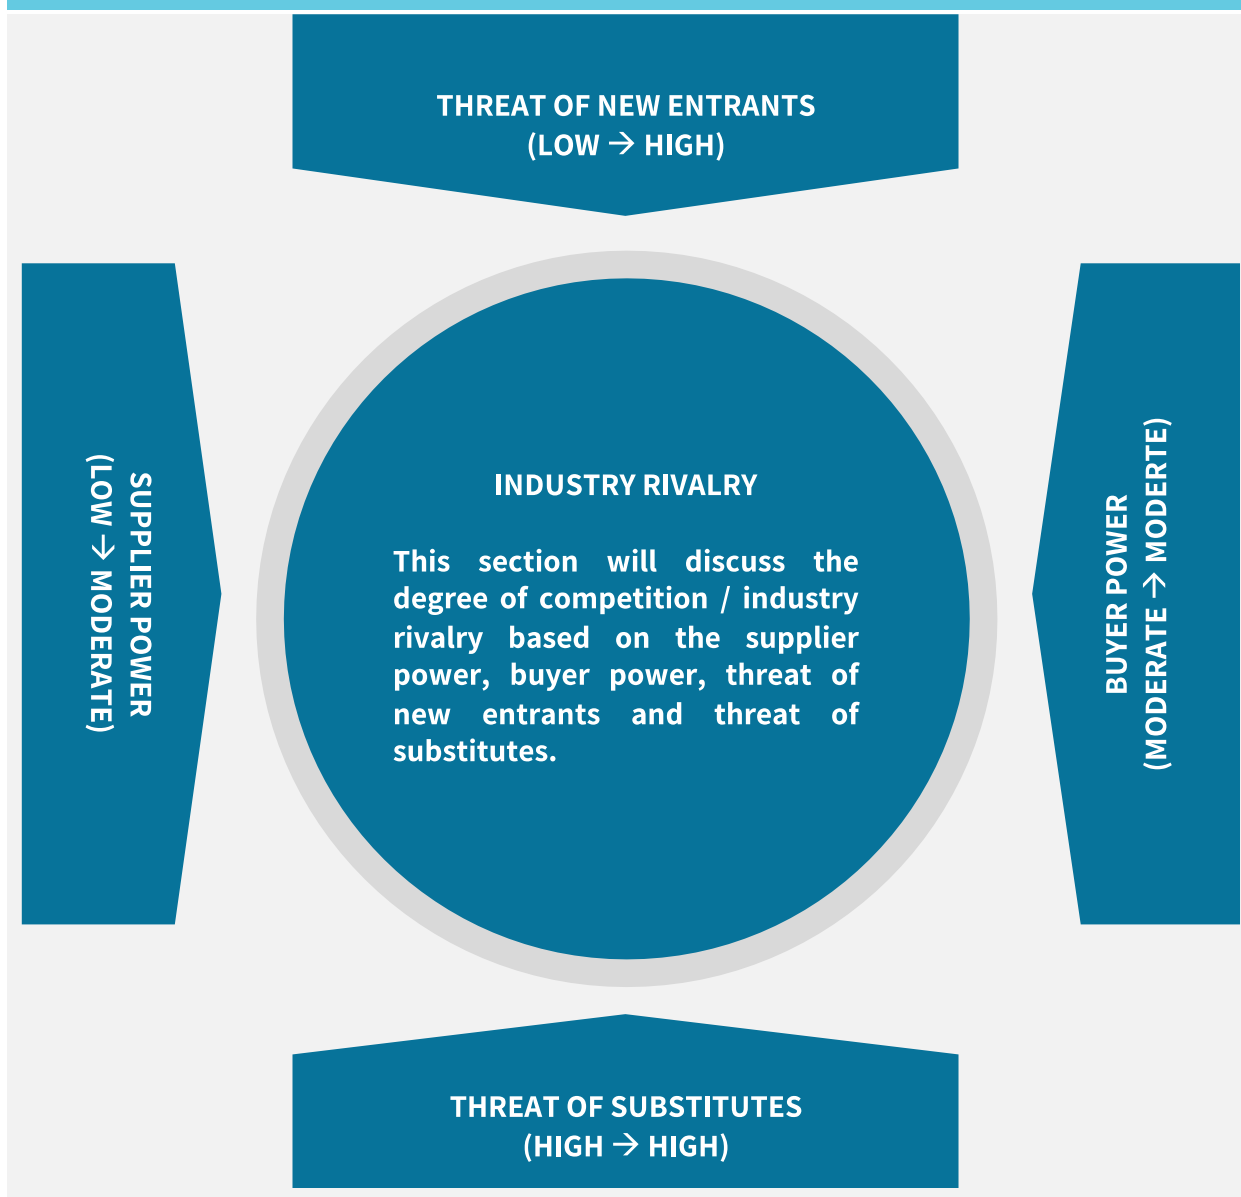 THREAT OF NEW ENTRANTS
(LOW → HIGH)
SUPPLIER POWER
(LOW → MODERATE)
INDUSTRY RIVALRY
This section will discuss the
degree of competition / industry
rivalry based on the supplier
power, buyer power, threat of
new entrants and threat of
substitutes.
BUYER POWER
(MODERATE → MODERTE)
THREAT OF SUBSTITUTES
(HIGH → HIGH)